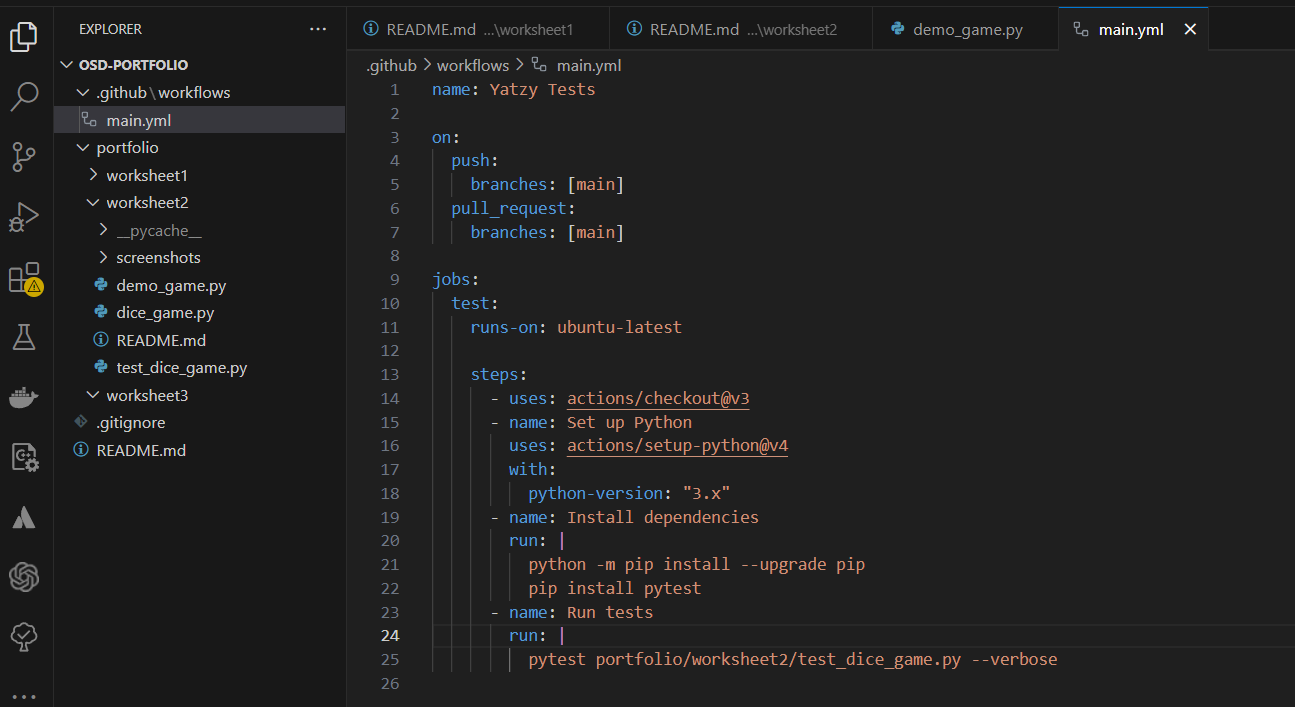 EXPLORER ...
OSD-PORTFOLIO
.github\workflows
main.yml
portfolio
worksheet1
worksheet2
__pycache__
screenshots
demo_game.py
dice_game.py
README.md
test_dice_game.py
worksheet3
.gitignore
README.md
README.md ...\worksheet1
README.md ...\worksheet2
demo_game.py
main.yml
.github > workflows > main.yml
1 name: Yatzy Tests
2
3 on:
4   push:
5     branches: [main]
6   pull_request:
7     branches: [main]
8
9 jobs:
10   test:
11     runs-on: ubuntu-latest
12
13     steps:
14       - uses: actions/checkout@v3
15       - name: Set up Python
16         uses: actions/setup-python@v4
17         with:
18           python-version: "3.x"
19       - name: Install dependencies
20         run: |
21           python -m pip install --upgrade pip
22           pip install pytest
23       - name: Run tests
24         run: |
25           pytest portfolio/worksheet2/test_dice_game.py --verbose
26